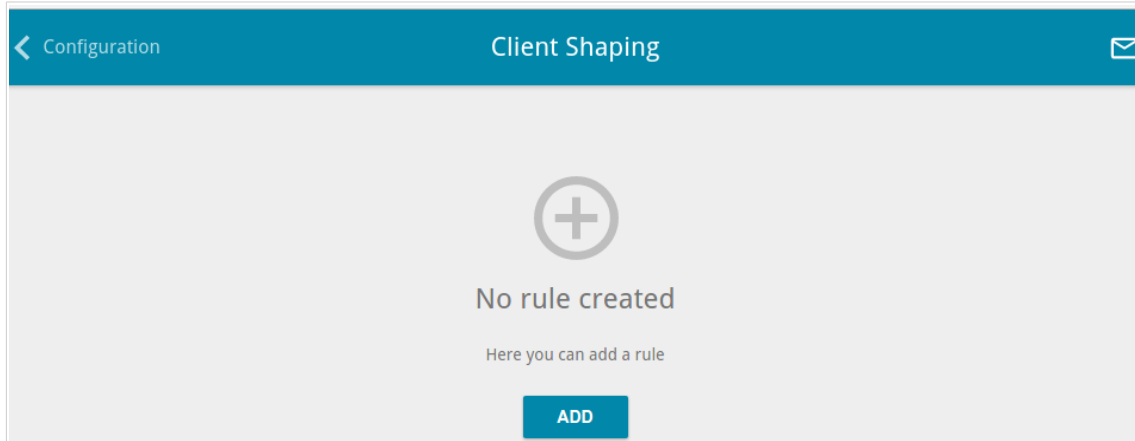 Configuration
Client Shaping
No rule created
Here you can add a rule
ADD